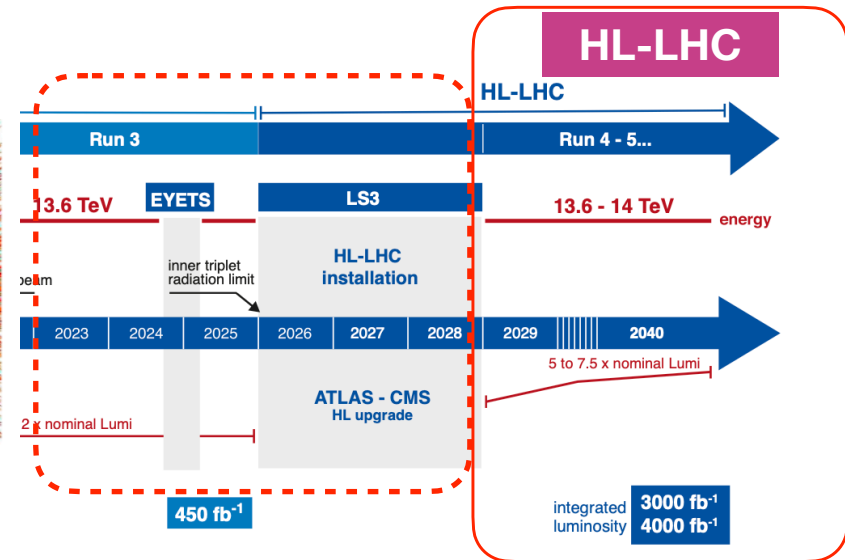 HL-LHC
HL-LHC
Run 3
Run 4 - 5...
13.6 TeV
EYETS
LS3
13.6 - 14 TeV
energy
inner triplet
radiation limit
HL-LHC
installation
beam
2023
2024
2025
2026
2027
2028
2029
2040
5 to 7.5 x nominal Lumi
ATLAS - CMS
HL upgrade
2 x nominal Lumi
450 fb⁻¹
integrated
luminosity
3000 fb⁻¹
4000 fb⁻¹